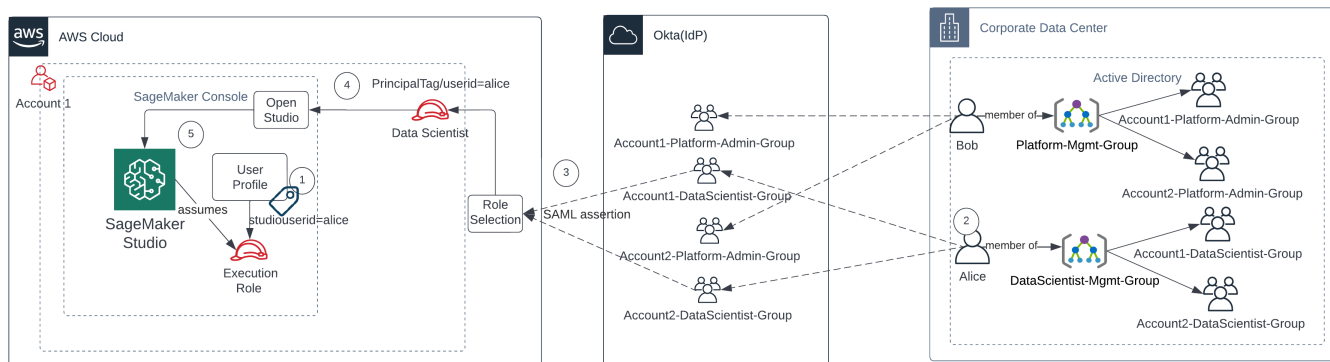 aws
AWS Cloud
Account 1
SageMaker Console
4
PrincipalTag/userid=alice
Open
Studio
Data Scientist
5
User
Profile
1
studiouserid=alice
SageMaker
Studio
assumes
Execution
Role
Role
Selection
3
SAML assertion
Okta(IdP)
Account1-Platform-Admin-Group
Account1-DataScientist-Group
Account2-Platform-Admin-Group
Account2-DataScientist-Group
Corporate Data Center
Active Directory
Bob
member of
Platform-Mgmt-Group
Account1-Platform-Admin-Group
Account2-Platform-Admin-Group
2
Alice
member of
DataScientist-Mgmt-Group
Account1-DataScientist-Group
Account2-DataScientist-Group